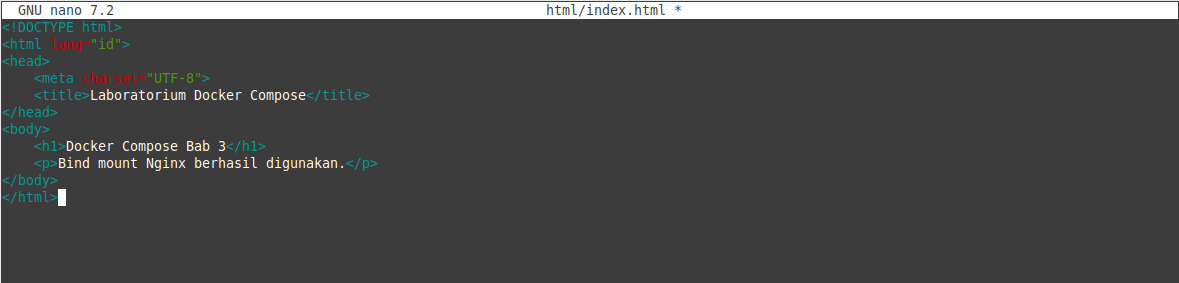 GNU nano 7.2 html/index.html *
<!DOCTYPE html>
<html lang="id">
<head>
    <meta charset="UTF-8">
    <title>Laboratorium Docker Compose</title>
</head>
<body>
    <h1>Docker Compose Bab 3</h1>
    <p>Bind mount Nginx berhasil digunakan.</p>
</body>
</html>